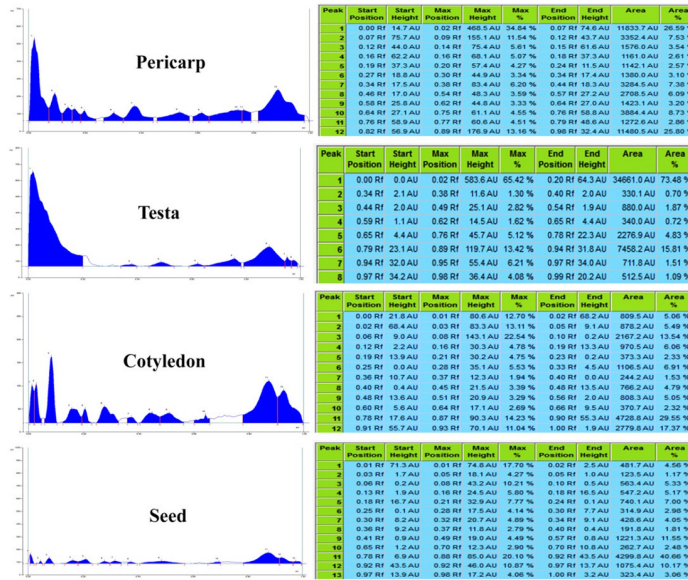 Pericarp
Peak Start Position Start Height Max Position Max Height Max % End Position End Height Area Area %
1 0.00 Rf 14.7 AU 0.02 Rf 468.5 AU 34.84 % 0.07 Rf 74.6 AU 11833.7 AU 26.59 %
2 0.07 Rf 75.7 AU 0.09 Rf 155.1 AU 11.54 % 0.12 Rf 43.7 AU 3352.4 AU 7.53 %
3 0.12 Rf 44.0 AU 0.14 Rf 75.4 AU 5.61 % 0.15 Rf 61.6 AU 1576.0 AU 3.54 %
4 0.16 Rf 62.2 AU 0.16 Rf 68.1 AU 5.07 % 0.18 Rf 37.3 AU 1161.0 AU 2.61 %
5 0.19 Rf 37.3 AU 0.20 Rf 57.4 AU 4.27 % 0.24 Rf 11.5 AU 1142.1 AU 2.57 %
6 0.27 Rf 18.8 AU 0.30 Rf 44.9 AU 3.34 % 0.34 Rf 17.4 AU 1380.0 AU 3.10 %
7 0.34 Rf 17.5 AU 0.38 Rf 83.4 AU 6.20 % 0.44 Rf 18.3 AU 3284.5 AU 7.38 %
8 0.46 Rf 17.0 AU 0.54 Rf 48.3 AU 3.59 % 0.57 Rf 27.2 AU 2708.5 AU 6.09 %
9 0.58 Rf 25.8 AU 0.62 Rf 44.8 AU 3.33 % 0.64 Rf 27.0 AU 1423.1 AU 3.20 %
10 0.64 Rf 27.1 AU 0.75 Rf 61.1 AU 4.55 % 0.76 Rf 58.8 AU 3884.4 AU 8.73 %
11 0.76 Rf 58.9 AU 0.77 Rf 60.6 AU 4.51 % 0.79 Rf 48.6 AU 1272.6 AU 2.86 %
12 0.82 Rf 56.9 AU 0.89 Rf 176.9 AU 13.16 % 0.98 Rf 32.4 AU 11480.5 AU 25.80 %
Testa
Peak Start Position Start Height Max Position Max Height Max % End Position End Height Area Area %
1 0.00 Rf 0.0 AU 0.02 Rf 583.6 AU 65.42 % 0.20 Rf 64.3 AU 34661.0 AU 73.48 %
2 0.34 Rf 2.1 AU 0.38 Rf 11.6 AU 1.30 % 0.40 Rf 2.0 AU 330.1 AU 0.70 %
3 0.44 Rf 2.0 AU 0.49 Rf 25.1 AU 2.82 % 0.54 Rf 1.9 AU 880.0 AU 1.87 %
4 0.59 Rf 1.1 AU 0.62 Rf 14.5 AU 1.62 % 0.65 Rf 4.4 AU 340.0 AU 0.72 %
5 0.65 Rf 4.4 AU 0.76 Rf 45.7 AU 5.12 % 0.78 Rf 22.3 AU 2276.9 AU 4.83 %
6 0.79 Rf 23.1 AU 0.89 Rf 119.7 AU 13.42 % 0.94 Rf 31.8 AU 7458.2 AU 15.81 %
7 0.94 Rf 32.0 AU 0.95 Rf 55.4 AU 6.21 % 0.97 Rf 34.0 AU 711.8 AU 1.51 %
8 0.97 Rf 34.2 AU 0.98 Rf 36.4 AU 4.08 % 0.99 Rf 20.2 AU 512.5 AU 1.09 %
Cotyledon
Peak Start Position Start Height Max Position Max Height Max % End Position End Height Area Area %
1 0.00 Rf 21.8 AU 0.01 Rf 80.6 AU 12.70 % 0.02 Rf 68.2 AU 809.5 AU 5.06 %
2 0.02 Rf 68.4 AU 0.03 Rf 83.3 AU 13.11 % 0.05 Rf 9.1 AU 878.2 AU 5.49 %
3 0.06 Rf 9.0 AU 0.08 Rf 143.1 AU 22.54 % 0.10 Rf 0.2 AU 2167.2 AU 13.54 %
4 0.12 Rf 2.2 AU 0.16 Rf 30.3 AU 4.78 % 0.19 Rf 13.3 AU 970.5 AU 6.06 %
5 0.19 Rf 13.9 AU 0.21 Rf 30.2 AU 4.75 % 0.23 Rf 0.2 AU 373.3 AU 2.33 %
6 0.25 Rf 0.0 AU 0.28 Rf 35.1 AU 5.53 % 0.33 Rf 4.5 AU 1106.5 AU 6.91 %
7 0.36 Rf 10.7 AU 0.37 Rf 12.3 AU 1.94 % 0.40 Rf 0.0 AU 244.2 AU 1.53 %
8 0.40 Rf 0.4 AU 0.45 Rf 21.5 AU 3.39 % 0.48 Rf 13.5 AU 766.2 AU 4.79 %
9 0.48 Rf 13.6 AU 0.51 Rf 20.9 AU 3.29 % 0.56 Rf 2.0 AU 808.3 AU 5.05 %
10 0.60 Rf 5.6 AU 0.64 Rf 17.1 AU 2.69 % 0.66 Rf 9.5 AU 370.7 AU 2.32 %
11 0.78 Rf 17.6 AU 0.87 Rf 90.3 AU 14.23 % 0.90 Rf 55.3 AU 4728.8 AU 29.55 %
12 0.91 Rf 55.7 AU 0.93 Rf 70.1 AU 11.04 % 1.00 Rf 1.9 AU 2779.8 AU 17.37 %
Seed
Peak Start Position Start Height Max Position Max Height Max % End Position End Height Area Area %
1 0.01 Rf 71.3 AU 0.01 Rf 74.8 AU 17.70 % 0.02 Rf 2.5 AU 481.7 AU 4.56 %
2 0.03 Rf 1.7 AU 0.05 Rf 18.1 AU 4.27 % 0.05 Rf 1.0 AU 123.5 AU 1.17 %
3 0.06 Rf 0.2 AU 0.08 Rf 43.2 AU 10.21 % 0.10 Rf 0.5 AU 563.4 AU 5.33 %
4 0.13 Rf 1.9 AU 0.16 Rf 24.5 AU 5.80 % 0.18 Rf 16.5 AU 547.2 AU 5.17 %
5 0.18 Rf 16.7 AU 0.21 Rf 32.9 AU 7.77 % 0.24 Rf 0.1 AU 740.1 AU 7.00 %
6 0.25 Rf 0.1 AU 0.28 Rf 17.5 AU 4.14 % 0.30 Rf 7.7 AU 314.9 AU 2.98 %
7 0.30 Rf 8.2 AU 0.32 Rf 20.7 AU 4.89 % 0.34 Rf 9.1 AU 428.6 AU 4.05 %
8 0.36 Rf 9.2 AU 0.37 Rf 11.8 AU 2.79 % 0.40 Rf 0.4 AU 191.8 AU 1.81 %
9 0.41 Rf 0.9 AU 0.49 Rf 19.0 AU 4.49 % 0.57 Rf 0.8 AU 1221.3 AU 11.55 %
10 0.65 Rf 1.2 AU 0.70 Rf 12.3 AU 2.90 % 0.70 Rf 10.8 AU 262.7 AU 2.48 %
11 0.78 Rf 6.9 AU 0.88 Rf 85.0 AU 20.10 % 0.92 Rf 43.5 AU 4299.8 AU 40.66 %
12 0.92 Rf 43.5 AU 0.92 Rf 46.0 AU 10.87 % 0.97 Rf 13.7 AU 1075.4 AU 10.17 %
13 0.97 Rf 13.9 AU 0.98 Rf 17.2 AU 4.06 % 1.00 Rf 3.2 AU 323.4 AU 3.06 %